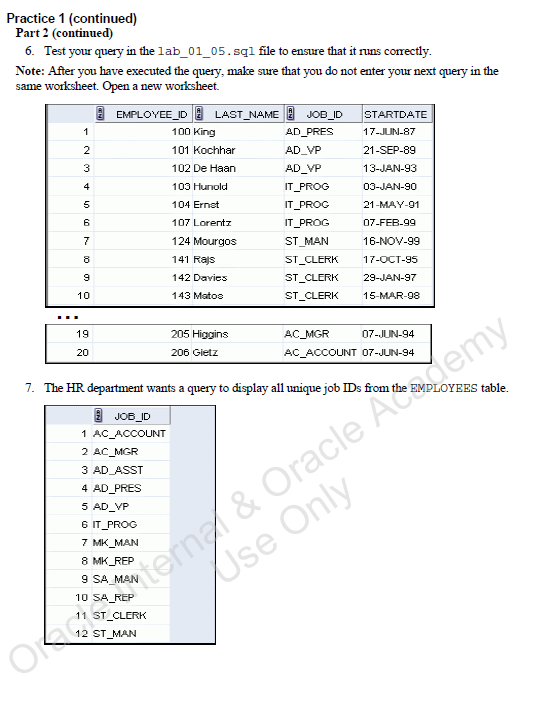 Practice 1 (continued)
Part 2 (continued)
6. Test your query in the lab_01_05.sql file to ensure that it runs correctly.
Note: After you have executed the query, make sure that you do not enter your next query in the
same worksheet. Open a new worksheet.
EMPLOYEE_ID LAST_NAME JOB_ID STARTDATE
1 100 King AD_PRES 17-JUN-87
2 101 Kochhar AD_VP 21-SEP-89
3 102 De Haan AD_VP 13-JAN-93
4 103 Hunold IT_PROG 03-JAN-90
5 104 Ernst IT_PROG 21-MAY-91
6 107 Lorentz IT_PROG 07-FEB-99
7 124 Mourgos ST_MAN 16-NOV-99
8 141 Rajs ST_CLERK 17-OCT-95
9 142 Davies ST_CLERK 29-JAN-97
10 143 Matos ST_CLERK 15-MAR-98
...
19 205 Higgins AC_MGR 07-JUN-94
20 206 Gietz AC_ACCOUNT 07-JUN-94
7. The HR department wants a query to display all unique job IDs from the EMPLOYEES table.
JOB_ID
1 AC_ACCOUNT
2 AC_MGR
3 AD_ASST
4 AD_PRES
5 AD_VP
6 IT_PROG
7 MK_MAN
8 MK_REP
9 SA_MAN
10 SA_REP
11 ST_CLERK
12 ST_MAN
Oracle Internal & Oracle Academy
Use Only